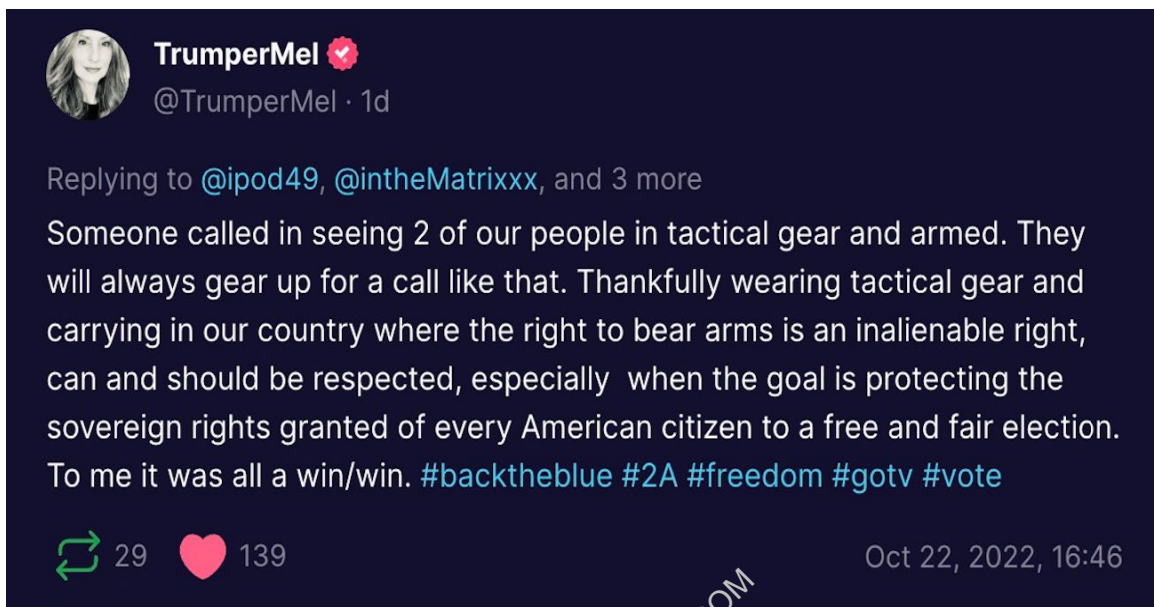 TrumperMel
@TrumperMel · 1d
Replying to @ipod49, @intheMatrixxx, and 3 more
Someone called in seeing 2 of our people in tactical gear and armed. They
will always gear up for a call like that. Thankfully wearing tactical gear and
carrying in our country where the right to bear arms is an inalienable right,
can and should be respected, especially  when the goal is protecting the
sovereign rights granted of every American citizen to a free and fair election.
To me it was all a win/win. #backtheblue #2A #freedom #gotv #vote
29 139 Oct 22, 2022, 16:46